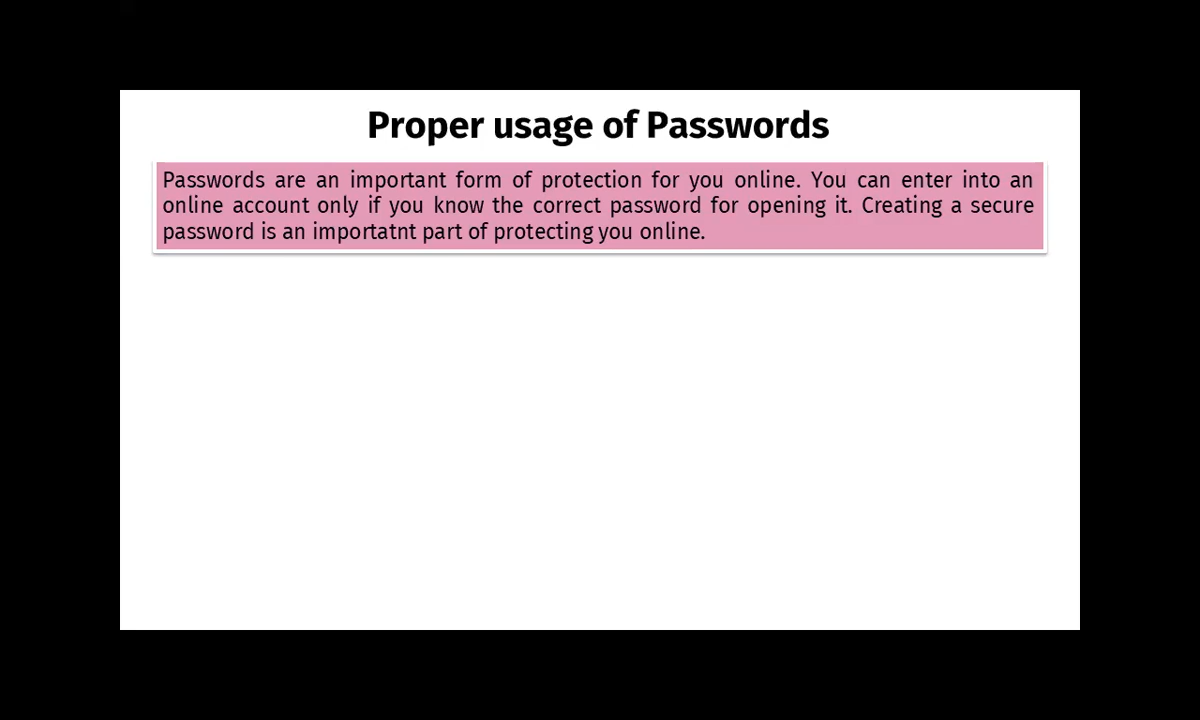 Proper usage of Passwords
Passwords are an important form of protection for you online. You can enter into an
online account only if you know the correct password for opening it. Creating a secure
password is an importatnt part of protecting you online.